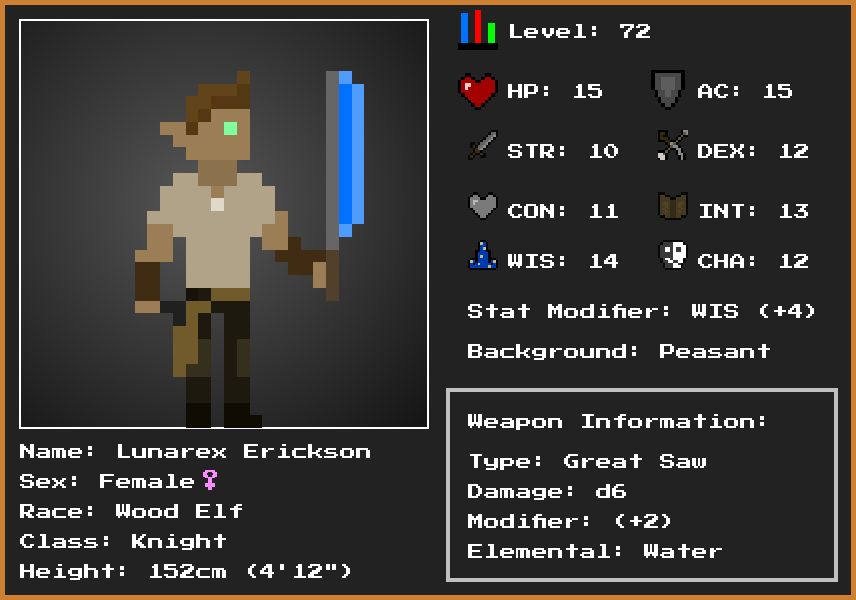 Level: 72
HP: 15
AC: 15
STR: 10
DEX: 12
CON: 11
INT: 13
WIS: 14
CHA: 12
Stat Modifier: WIS (+4)
Background: Peasant
Weapon Information:
Type: Great Saw
Damage: d6
Modifier: (+2)
Elemental: Water
Name: Lunarex Erickson
Sex: Female♀
Race: Wood Elf
Class: Knight
Height: 152cm (4'12")